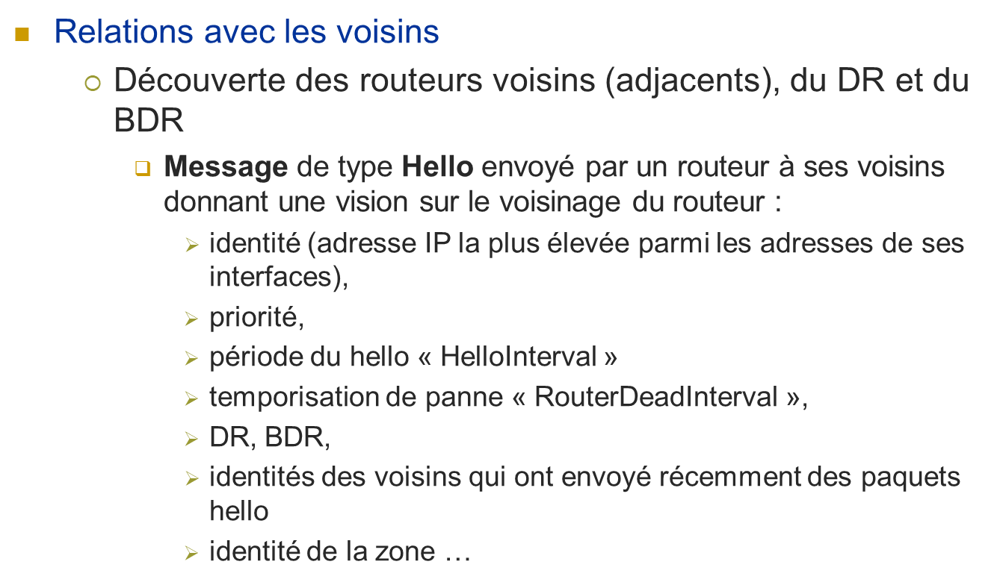 Relations avec les voisins
Découverte des routeurs voisins (adjacents), du DR et du
BDR
Message de type Hello envoyé par un routeur à ses voisins
donnant une vision sur le voisinage du routeur :
identité (adresse IP la plus élevée parmi les adresses de ses
interfaces),
priorité,
période du hello « HelloInterval »
temporisation de panne « RouterDeadInterval »,
DR, BDR,
identités des voisins qui ont envoyé récemment des paquets
hello
identité de la zone …